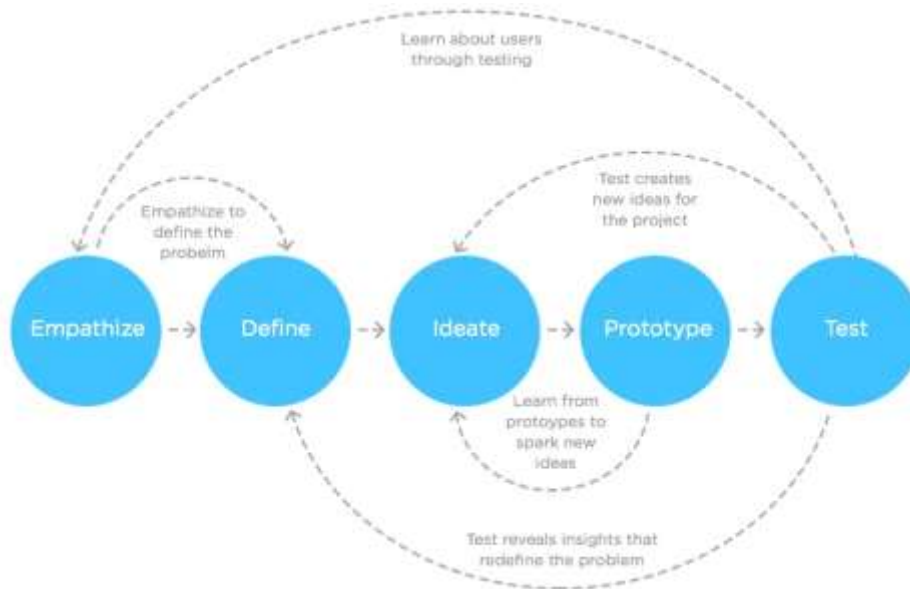 Learn about users
through testing
Test creates
new ideas for
the project
Empathize to
define the
probelm
Empathize
Define
Ideate
Prototype
Test
Learn from
protoypes to
spark new
ideas
Test reveals insights that
redefine the problem